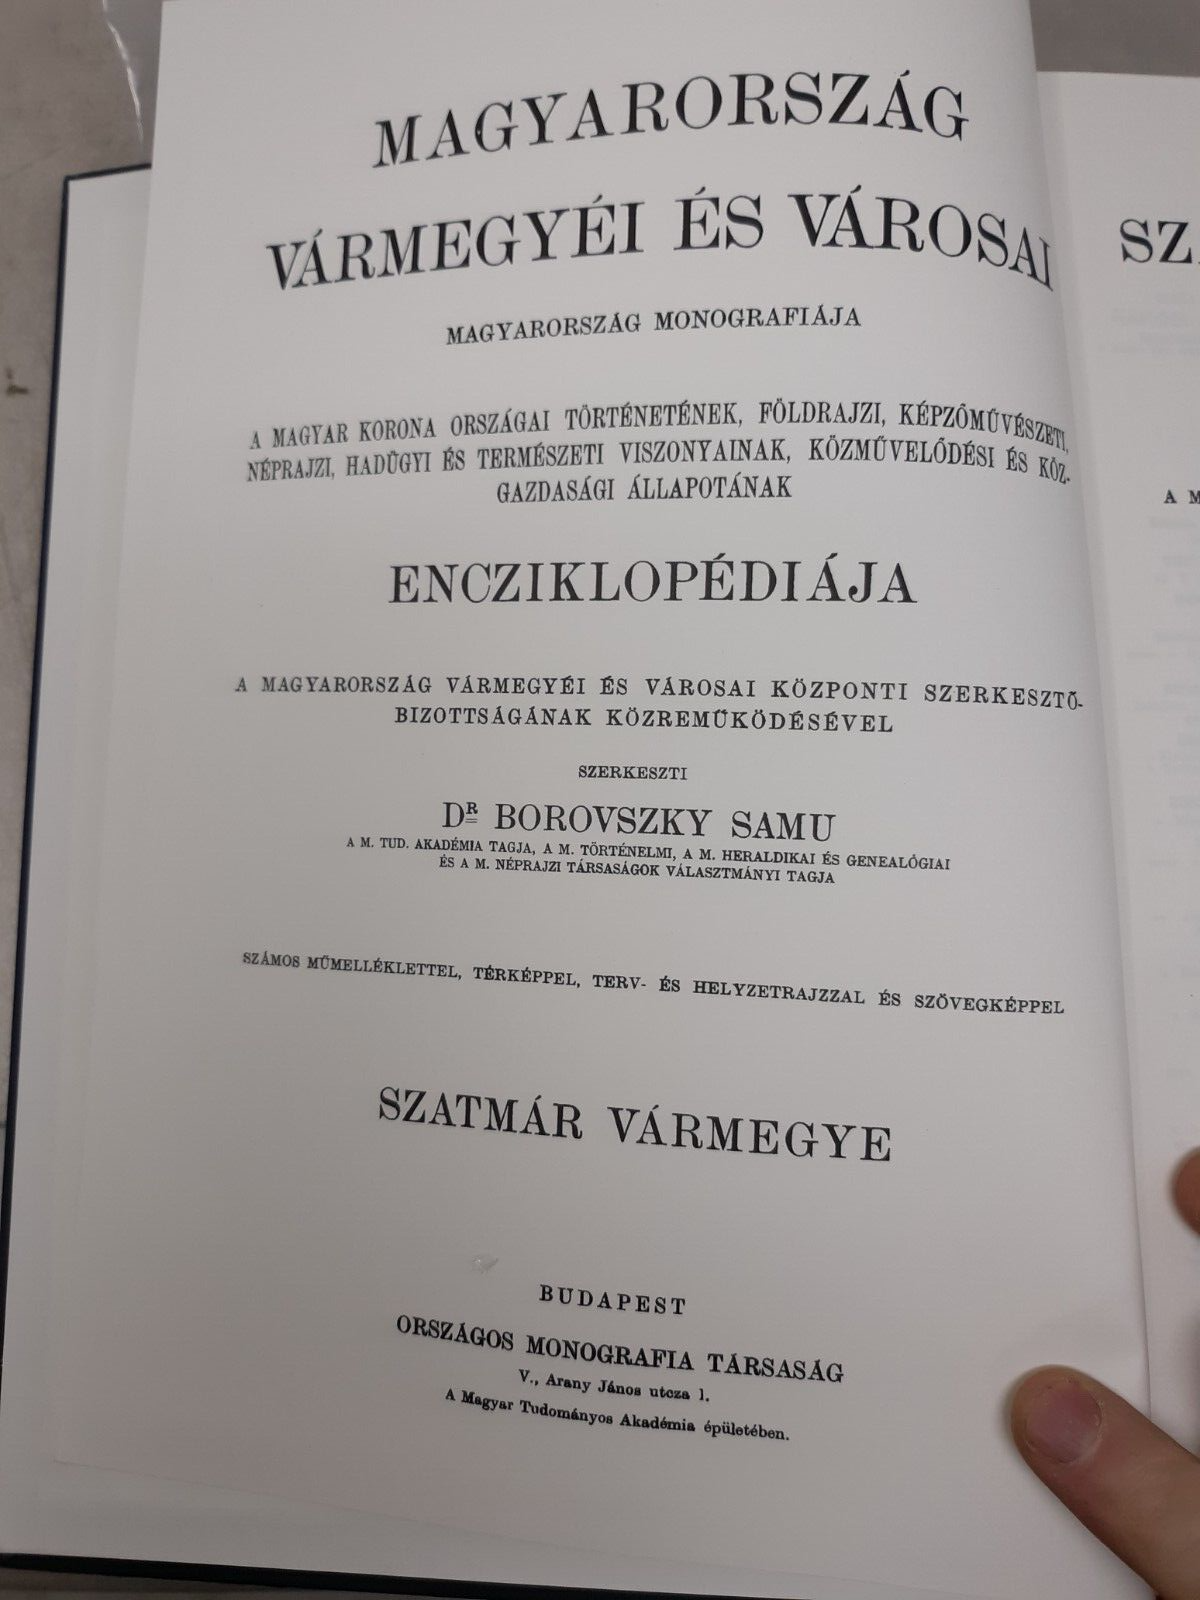 MAGYARORSZÁG
VÁRMEGYÉI ÉS VÁROSAI
MAGYARORSZÁG MONOGRAFIÁJA
A MAGYAR KORONA ORSZÁGAI TÖRTÉNETÉNEK, FÖLDRAJZI, KÉPZŐMŰVÉSZETI,
NÉPRAJZI, HADÜGYI ÉS TERMÉSZETI VISZONYAINAK, KÖZMŰVELŐDÉSI ÉS KÖZ-
GAZDASÁGI ÁLLAPOTÁNAK
ENCZIKLOPÉDIÁJA
A MAGYARORSZÁG VÁRMEGYÉI ÉS VÁROSAI KÖZPONTI SZERKESZTŐ-
BIZOTTSÁGÁNAK KÖZREMŰKÖDÉSÉVEL
SZERKESZTI
DR BOROVSZKY SAMU
A M. TUD. AKADÉMIA TAGJA, A M. TÖRTÉNELMI, A M. HERALDIKAI ÉS GENEALÓGIAI
ÉS A M. NÉPRAJZI TÁRSASÁGOK VÁLASZTMÁNYI TAGJA
SZÁMOS MŰMELLÉKLETTEL, TÉRKÉPPEL, TERV- ÉS HELYZETRAJZZAL ÉS SZÖVEGKÉPPEL
SZATMÁR VÁRMEGYE
BUDAPEST
ORSZÁGOS MONOGRAFIA TÁRSASÁG
V., Arany János utcza 1.
A Magyar Tudományos Akadémia épületében.
SZ
A M